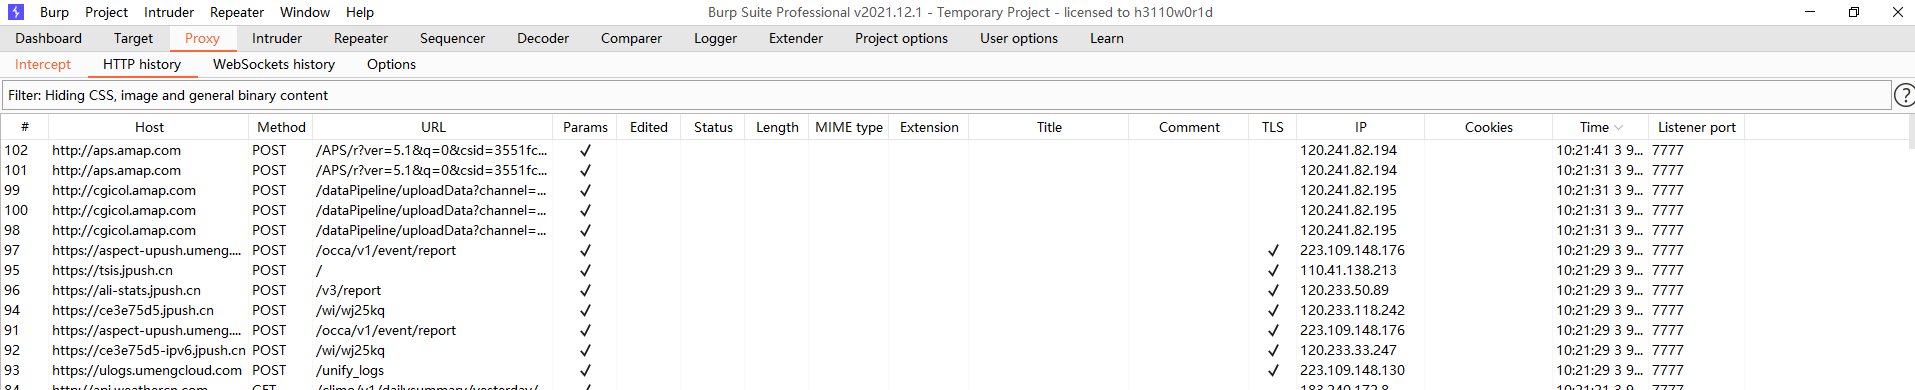 Burp Project Intruder Repeater Window Help Burp Suite Professional v2021.12.1 - Temporary Project - licensed to h3110w0r1d
Dashboard Target Proxy Intruder Repeater Sequencer Decoder Comparer Logger Extender Project options User options Learn
Intercept HTTP history WebSockets history Options
Filter: Hiding CSS, image and general binary content ?
# Host Method URL Params Edited Status Length MIME type Extension Title Comment TLS IP Cookies Time Listener port
102 http://aps.amap.com POST /APS/r?ver=5.1&q=0&csid=3551fc... ✓ 120.241.82.194 10:21:41 3 9... 7777
101 http://aps.amap.com POST /APS/r?ver=5.1&q=0&csid=3551fc... ✓ 120.241.82.194 10:21:31 3 9... 7777
99 http://cgicol.amap.com POST /dataPipeline/uploadData?channel=... ✓ 120.241.82.195 10:21:31 3 9... 7777
100 http://cgicol.amap.com POST /dataPipeline/uploadData?channel=... ✓ 120.241.82.195 10:21:31 3 9... 7777
98 http://cgicol.amap.com POST /dataPipeline/uploadData?channel=... ✓ 120.241.82.195 10:21:31 3 9... 7777
97 https://aspect-upush.umeng.... POST /occa/v1/event/report ✓ ✓ 223.109.148.176 10:21:29 3 9... 7777
95 https://tsis.jpush.cn POST / ✓ ✓ 110.41.138.213 10:21:29 3 9... 7777
96 https://ali-stats.jpush.cn POST /v3/report ✓ ✓ 120.233.50.89 10:21:29 3 9... 7777
94 https://ce3e75d5.jpush.cn POST /wi/wj25kq ✓ ✓ 120.233.118.242 10:21:29 3 9... 7777
91 https://aspect-upush.umeng.... POST /occa/v1/event/report ✓ ✓ 223.109.148.176 10:21:29 3 9... 7777
92 https://ce3e75d5-ipv6.jpush.cn POST /wi/wj25kq ✓ ✓ 120.233.33.247 10:21:29 3 9... 7777
93 https://ulogs.umengcloud.com POST /unify_logs ✓ ✓ 223.109.148.130 10:21:29 3 9... 7777